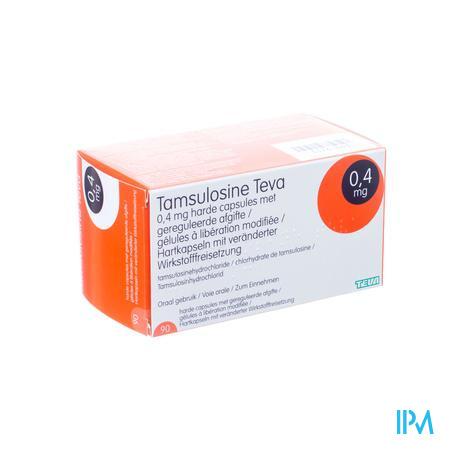 Tamsulosine Teva
0,4 mg harde capsules met
gereguleerde afgifte /
gélules à libération modifiée /
Hartkapseln mit veränderter
Wirkstofffreisetzung
tamsulosinehydrochloride / chlorhydrate de tamsulosine /
Tamsulosinhydrochlorid
Oraal gebruik / Voie orale / Zum Einnehmen
harde capsules met gereguleerde afgifte /
gélules à libération modifiée /
Hartkapseln mit veränderter Wirkstofffreisetzung
90
0,4
mg
TEVA
0,4
mg
90
IPM